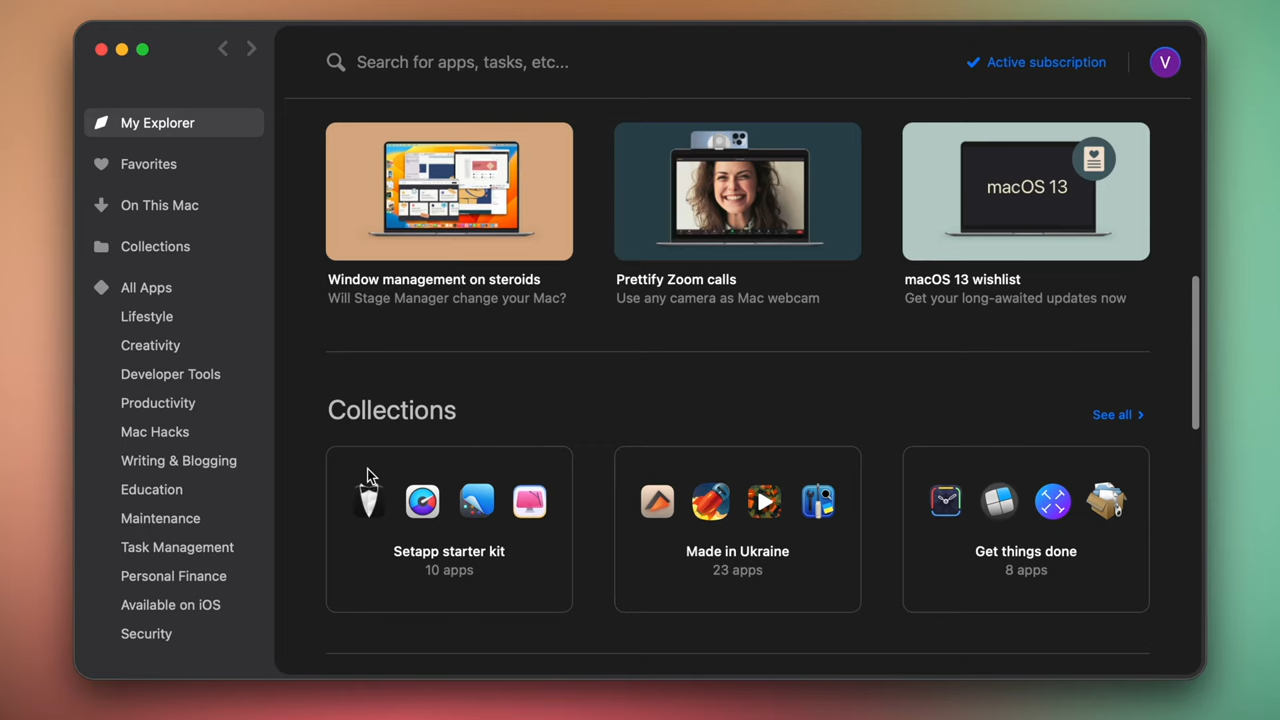 Search for apps, tasks, etc...
Active subscription
V
My Explorer
Favorites
On This Mac
Collections
All Apps
Lifestyle
Creativity
Developer Tools
Productivity
Mac Hacks
Writing & Blogging
Education
Maintenance
Task Management
Personal Finance
Available on iOS
Security
macOS 13
Window management on steroids
Will Stage Manager change your Mac?
Prettify Zoom calls
Use any camera as Mac webcam
macOS 13 wishlist
Get your long-awaited updates now
Collections
See all
Setapp starter kit
10 apps
Made in Ukraine
23 apps
Get things done
8 apps